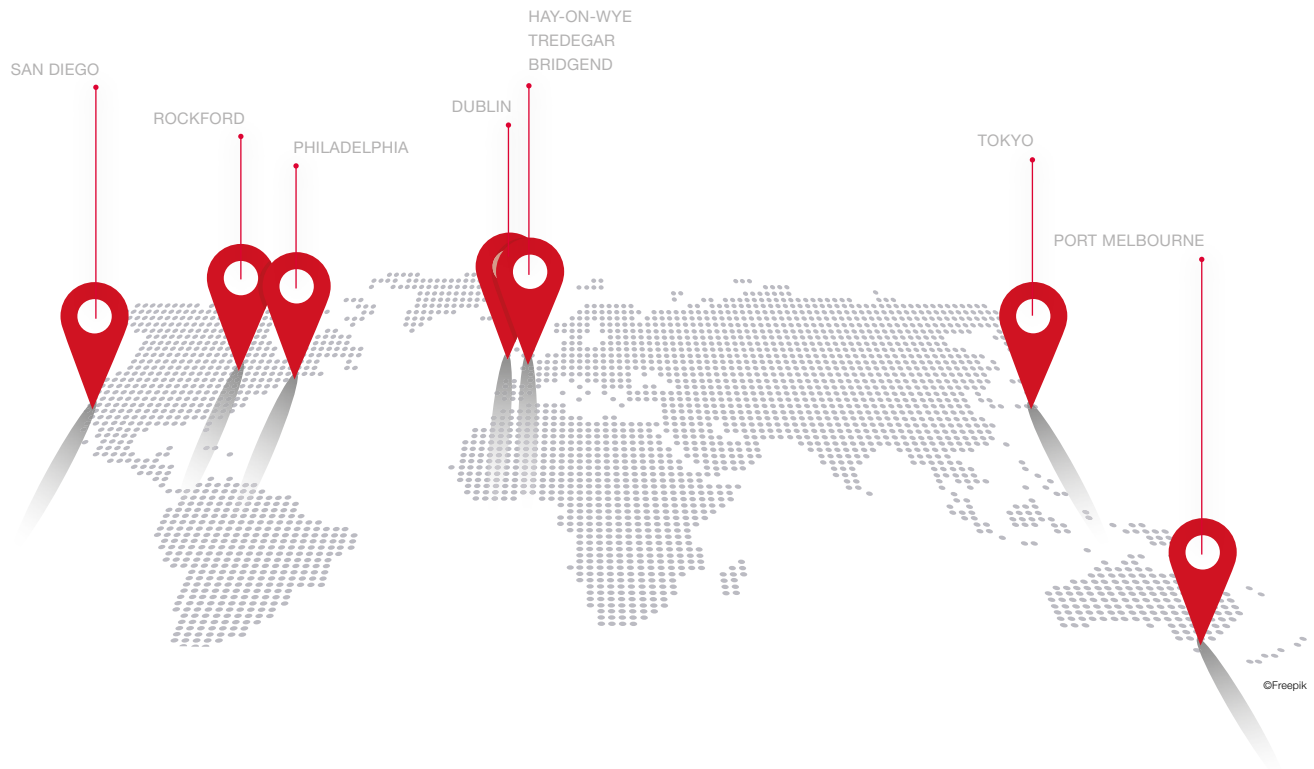 HAY-ON-WYE
TREDEGAR
BRIDGEND
SAN DIEGO
DUBLIN
ROCKFORD
PHILADELPHIA
TOKYO
PORT MELBOURNE
©Freepik